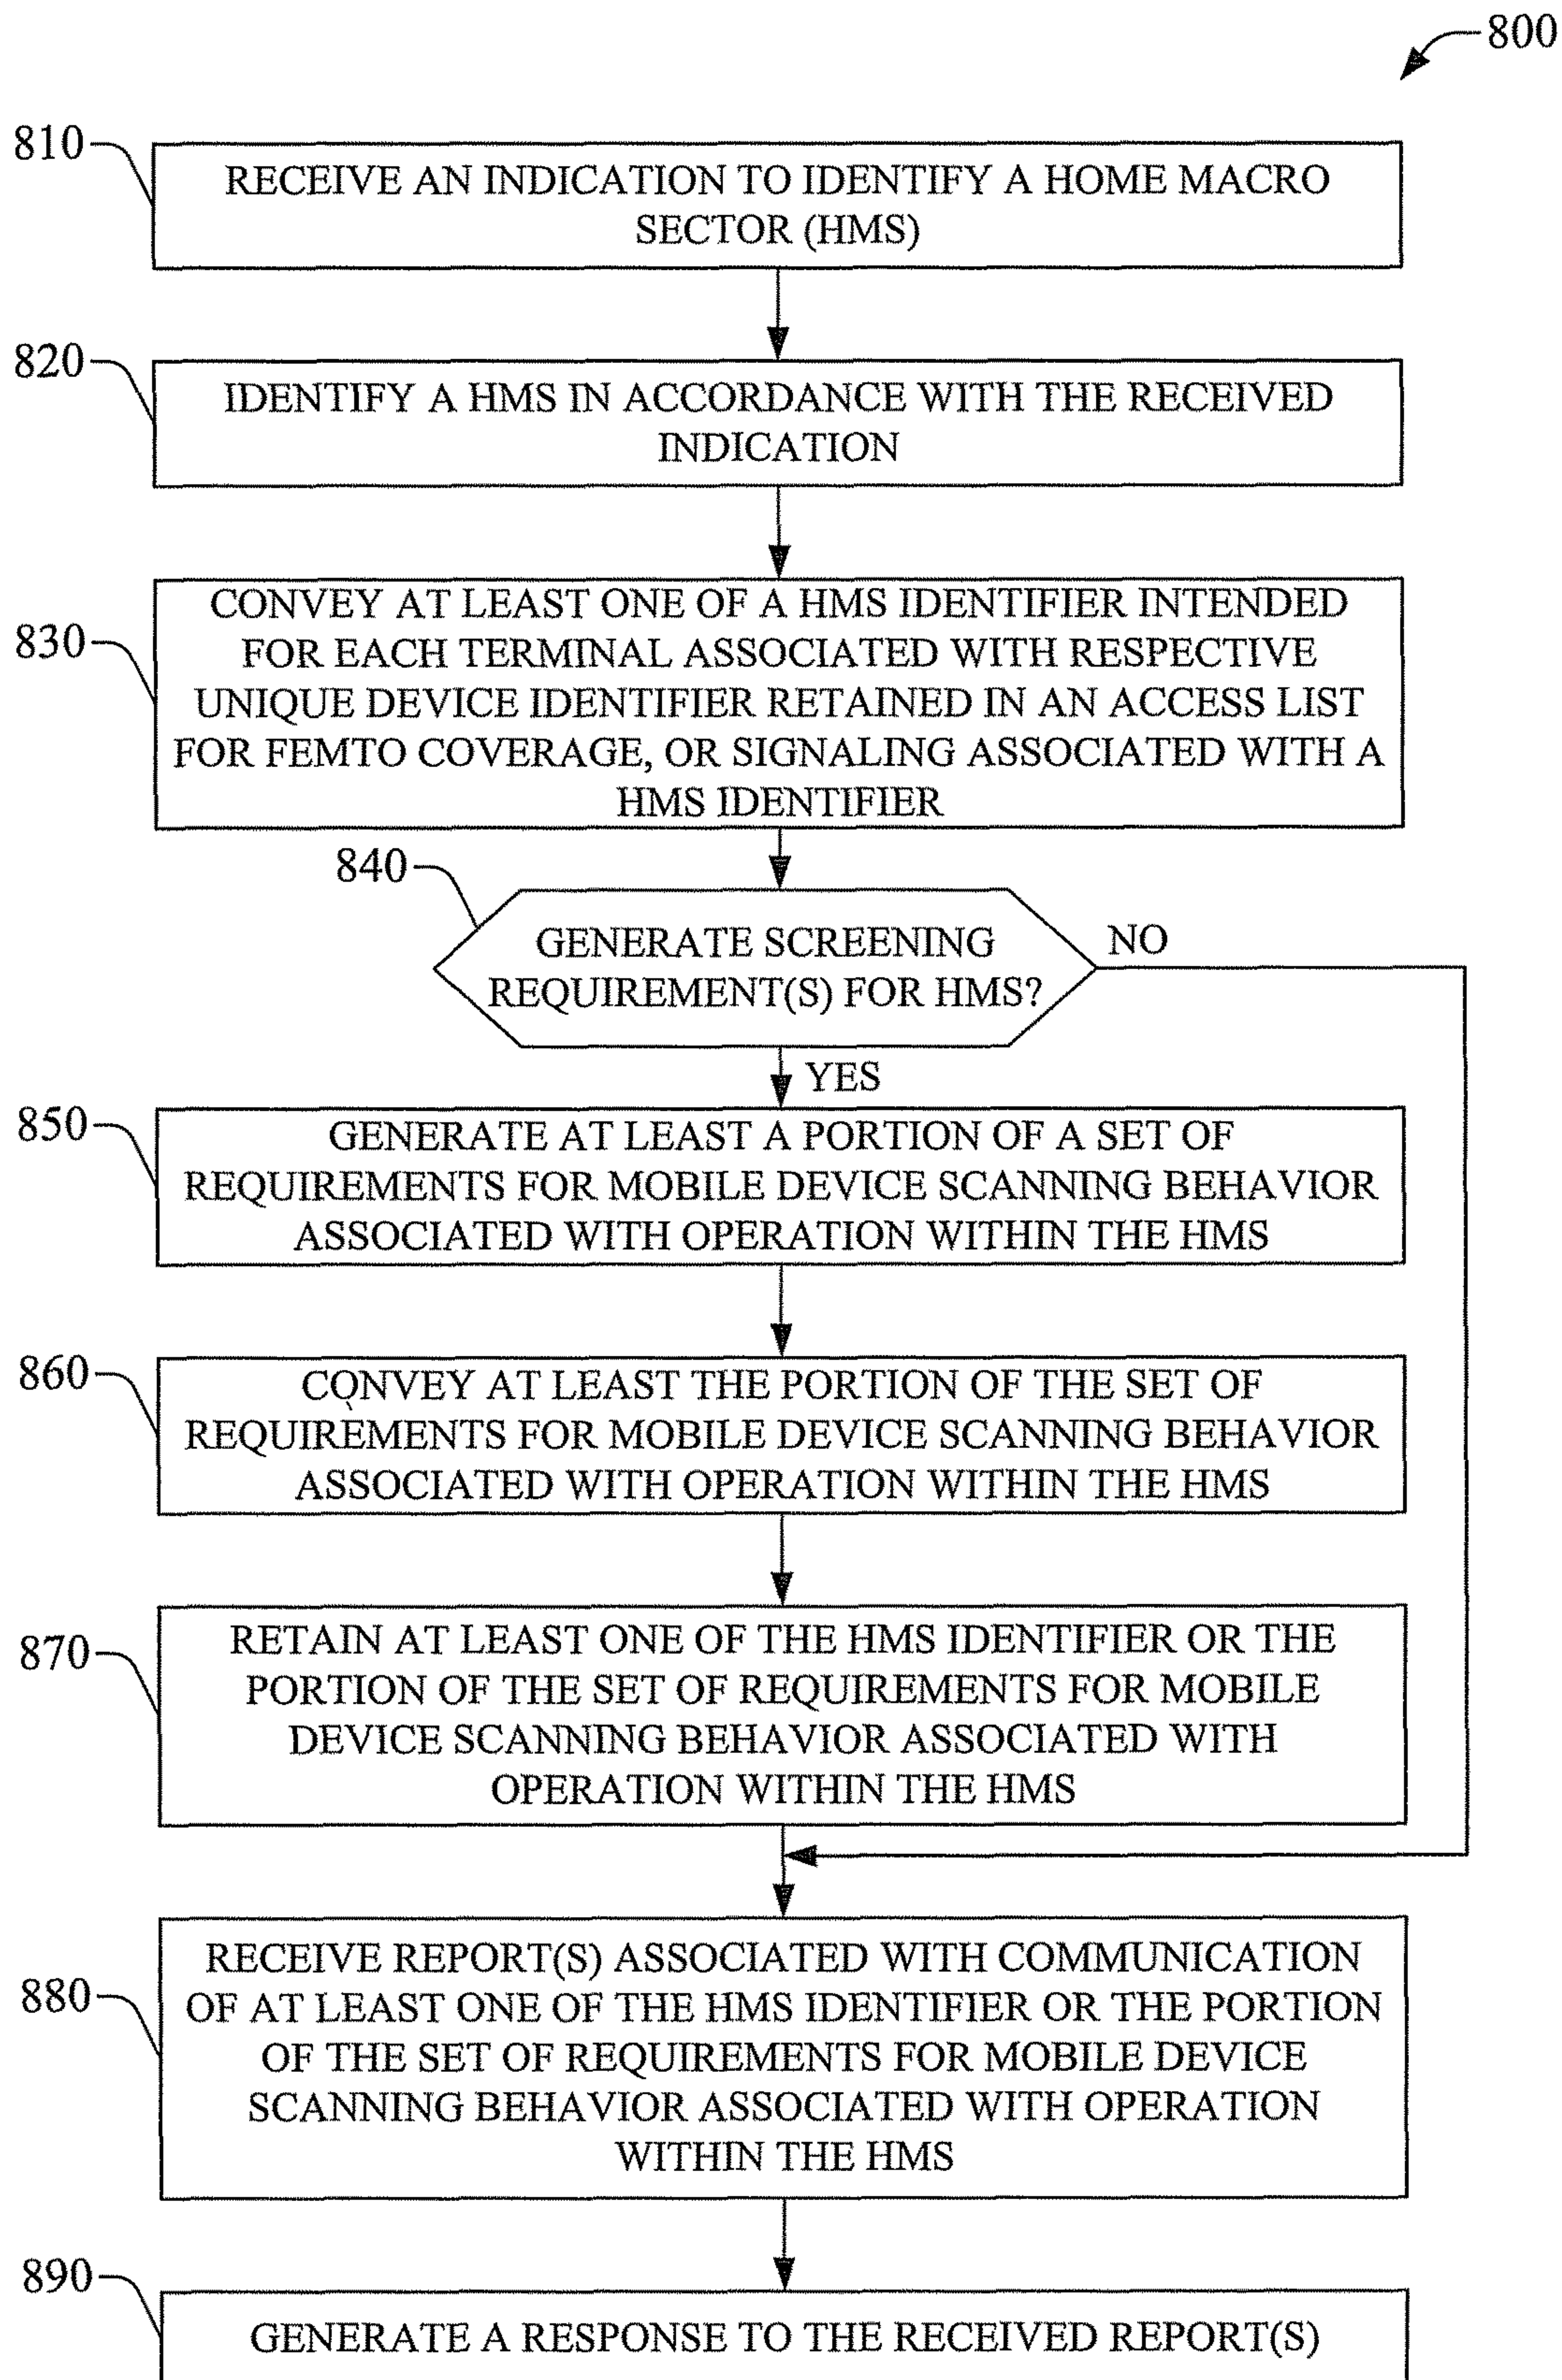 800
810
RECEIVE AN INDICATION TO IDENTIFY A HOME MACRO
SECTOR (HMS)
820
IDENTIFY A HMS IN ACCORDANCE WITH THE RECEIVED
INDICATION
830
CONVEY AT LEAST ONE OF A HMS IDENTIFIER INTENDED
FOR EACH TERMINAL ASSOCIATED WITH RESPECTIVE
UNIQUE DEVICE IDENTIFIER RETAINED IN AN ACCESS LIST
FOR FEMTO COVERAGE, OR SIGNALING ASSOCIATED WITH A
HMS IDENTIFIER
840
GENERATE SCREENING
REQUIREMENT(S) FOR HMS?
NO
YES
850
GENERATE AT LEAST A PORTION OF A SET OF
REQUIREMENTS FOR MOBILE DEVICE SCANNING BEHAVIOR
ASSOCIATED WITH OPERATION WITHIN THE HMS
860
CONVEY AT LEAST THE PORTION OF THE SET OF
REQUIREMENTS FOR MOBILE DEVICE SCANNING BEHAVIOR
ASSOCIATED WITH OPERATION WITHIN THE HMS
870
RETAIN AT LEAST ONE OF THE HMS IDENTIFIER OR THE
PORTION OF THE SET OF REQUIREMENTS FOR MOBILE
DEVICE SCANNING BEHAVIOR ASSOCIATED WITH
OPERATION WITHIN THE HMS
880
RECEIVE REPORT(S) ASSOCIATED WITH COMMUNICATION
OF AT LEAST ONE OF THE HMS IDENTIFIER OR THE PORTION
OF THE SET OF REQUIREMENTS FOR MOBILE DEVICE
SCANNING BEHAVIOR ASSOCIATED WITH OPERATION
WITHIN THE HMS
890
GENERATE A RESPONSE TO THE RECEIVED REPORT(S)